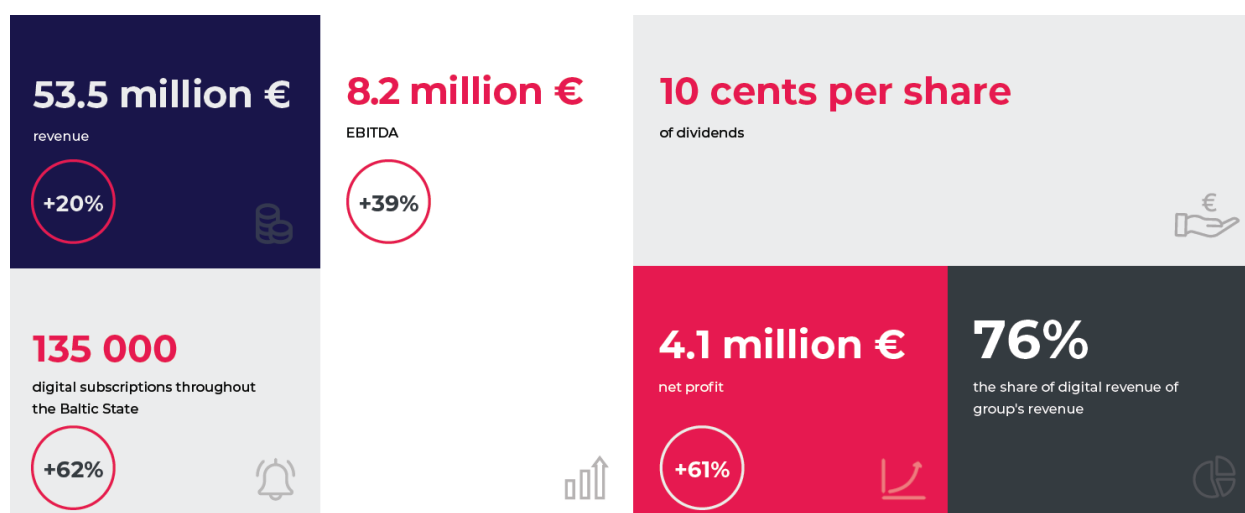 53.5 million €
revenue
+20%
8.2 million €
EBITDA
+39%
10 cents per share
of dividends
€
135 000
digital subscriptions throughout
the Baltic State
+62%
4.1 million €
net profit
+61%
76%
the share of digital revenue of
group's revenue